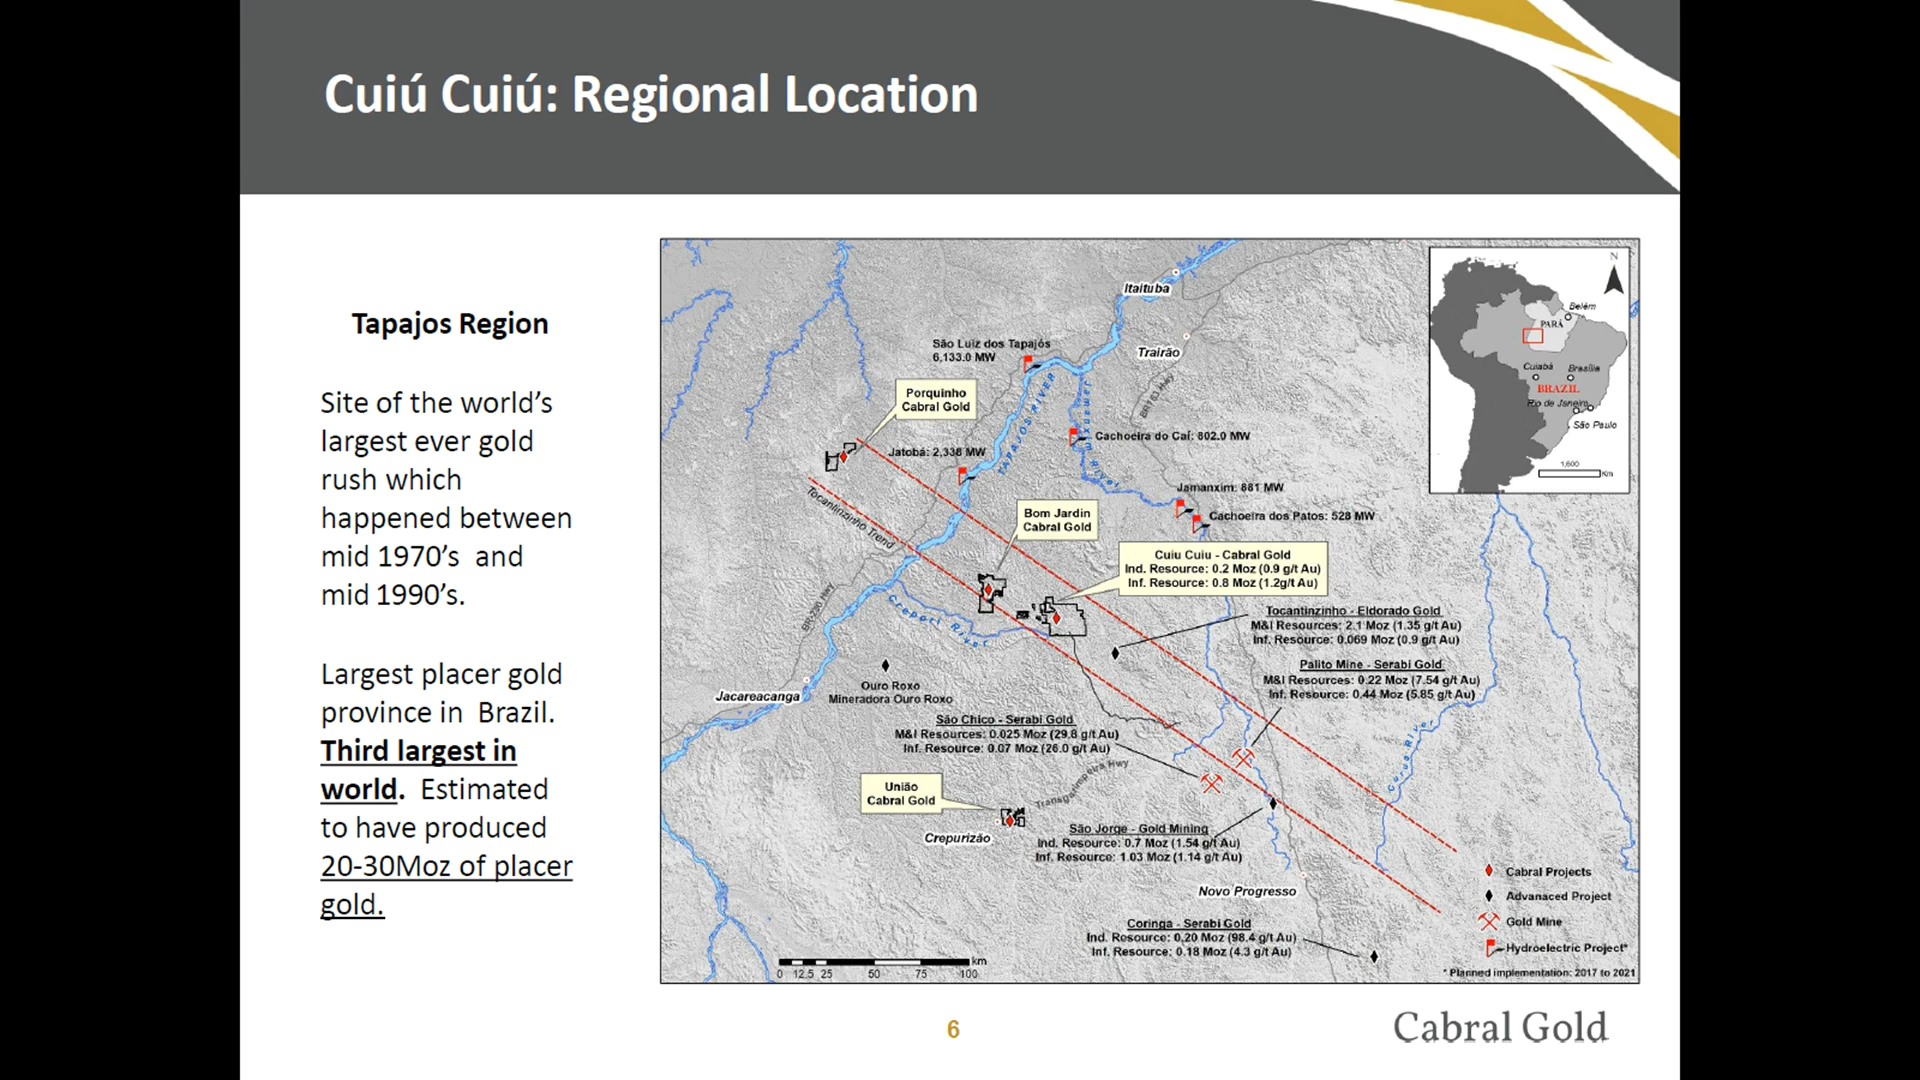 Cuiú Cuiú: Regional Location
Tapajos Region
Site of the world's
largest ever gold
rush which
happened between
mid 1970's and
mid 1990's.
Largest placer gold
province in Brazil.
Third largest in
world. Estimated
to have produced
20-30Moz of placer
gold.
Itaituba
São Luiz dos Tapajós
6,133.0 MW
Trairão
BR163 Hwy
Porquinho
Cabral Gold
TAPAJOS RIVER
Jamanxim River
Cachoeira do Caí: 802.0 MW
Jatobá: 2,338 MW
Jamanxim: 881 MW
Cachoeira dos Patos: 528 MW
Tocantinzinho Trend
Bom Jardin
Cabral Gold
Cuiu Cuiu - Cabral Gold
Ind. Resource: 0.2 Moz (0.9 g/t Au)
Inf. Resource: 0.8 Moz (1.2g/t Au)
BR230 Hwy
Crepori River
Tocantinzinho - Eldorado Gold
M&I Resources: 2.1 Moz (1.35 g/t Au)
Inf. Resource: 0.069 Moz (0.9 g/t Au)
Palito Mine - Serabi Gold
M&I Resources: 0.22 Moz (7.54 g/t Au)
Inf. Resource: 0.44 Moz (5.85 g/t Au)
Ouro Roxo
Mineradora Ouro Roxo
Jacareacanga
São Chico - Serabi Gold
M&I Resources: 0.025 Moz (29.8 g/t Au)
Inf. Resource: 0.07 Moz (26.0 g/t Au)
Curua River
Transgarimpeira Hwy
União
Cabral Gold
Crepurizão
São Jorge - Gold Mining
Ind. Resource: 0.7 Moz (1.54 g/t Au)
Inf. Resource: 1.03 Moz (1.14 g/t Au)
Novo Progresso
Coringa - Serabi Gold
Ind. Resource: 0.20 Moz (98.4 g/t Au)
Inf. Resource: 0.18 Moz (4.3 g/t Au)
km
0 12.5 25 50 75 100
N
Belém
PARÁ
Cuiabá
Brasília
BRAZIL
Rio de Janeiro
São Paulo
1,600
Km
Cabral Projects
Advanaced Project
Gold Mine
Hydroelectric Project*
* Planned implementation: 2017 to 2021
6
Cabral Gold